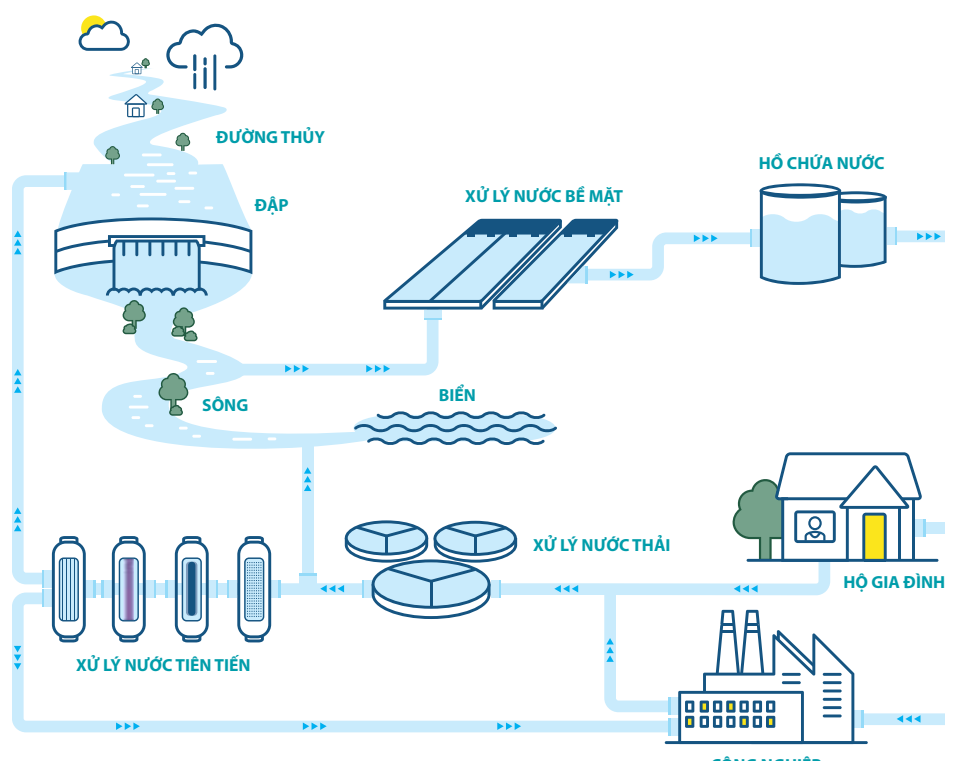 ĐƯỜNG THỦY
HỒ CHỨA NƯỚC
XỬ LÝ NƯỚC BỀ MẶT
ĐẬP
BIỂN
SÔNG
XỬ LÝ NƯỚC THẢI
HỘ GIA ĐÌNH
XỬ LÝ NƯỚC TIÊN TIẾN